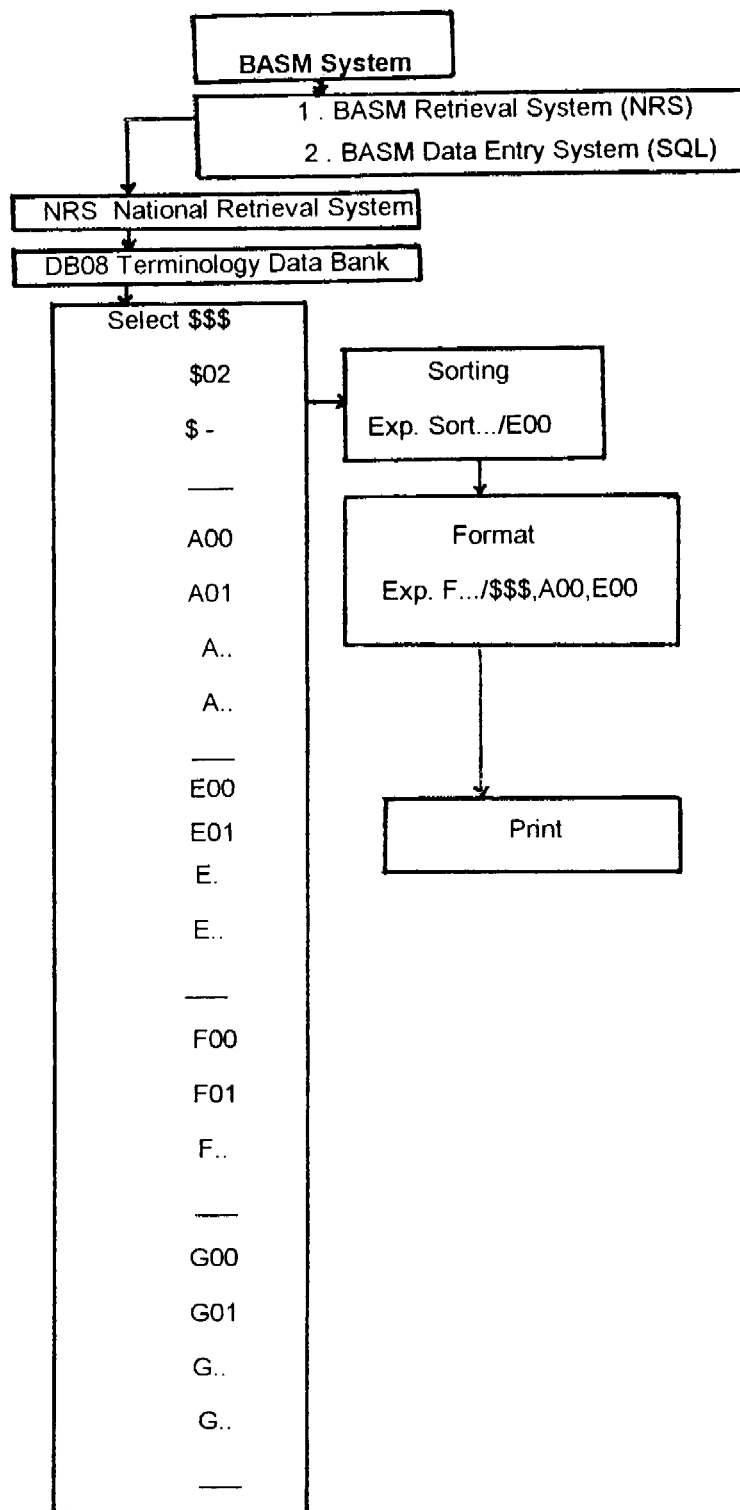 BASM System
1 . BASM Retrieval System (NRS)
2 . BASM Data Entry System (SQL)
NRS National Retrieval System
DB08 Terminology Data Bank
Select $$$
$02
$ -
A00
A01
A..
A..
E00
E01
E.
E..
F00
F01
F..
G00
G01
G..
G..
Sorting
Exp. Sort.../E00
Format
Exp. F.../$$$,A00,E00
Print